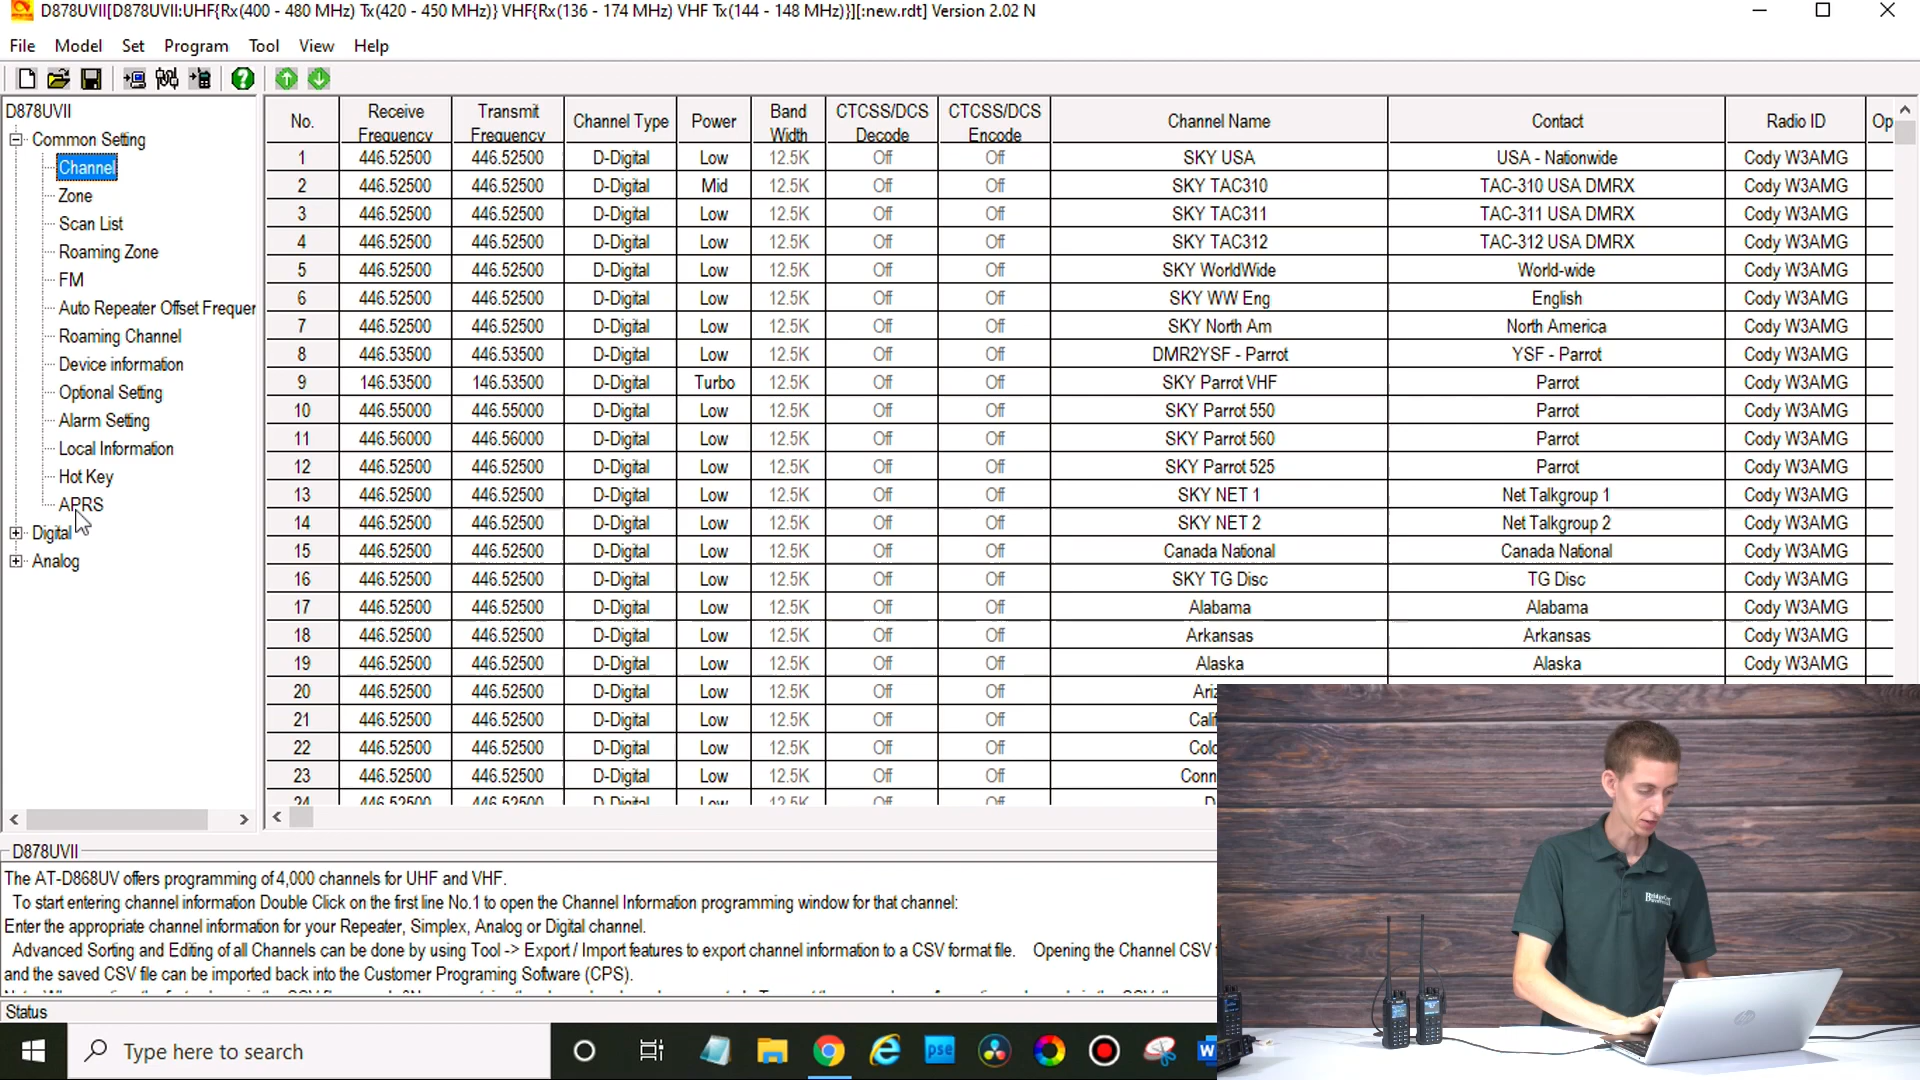 D878UVII[D878UVII:UHF{Rx(400 - 480 MHz) Tx(420 - 450 MHz)} VHF{Rx(136 - 174 MHz) VHF Tx(144 - 148 MHz)}][:new.rdt] Version 2.02 N
File Model Set Program Tool View Help
D878UVII
Common Setting
Channel
Zone
Scan List
Roaming Zone
FM
Auto Repeater Offset Frequer
Roaming Channel
Device information
Optional Setting
Alarm Setting
Local Information
Hot Key
APRS
Digital
Analog
No. Receive Frequency Transmit Frequency Channel Type Power Band Width CTCSS/DCS Decode CTCSS/DCS Encode Channel Name Contact Radio ID Op
1 446.52500 446.52500 D-Digital Low 12.5K Off Off SKY USA USA - Nationwide Cody W3AMG
2 446.52500 446.52500 D-Digital Mid 12.5K Off Off SKY TAC310 TAC-310 USA DMRX Cody W3AMG
3 446.52500 446.52500 D-Digital Low 12.5K Off Off SKY TAC311 TAC-311 USA DMRX Cody W3AMG
4 446.52500 446.52500 D-Digital Low 12.5K Off Off SKY TAC312 TAC-312 USA DMRX Cody W3AMG
5 446.52500 446.52500 D-Digital Low 12.5K Off Off SKY WorldWide World-wide Cody W3AMG
6 446.52500 446.52500 D-Digital Low 12.5K Off Off SKY WW Eng English Cody W3AMG
7 446.52500 446.52500 D-Digital Low 12.5K Off Off SKY North Am North America Cody W3AMG
8 446.53500 446.53500 D-Digital Low 12.5K Off Off DMR2YSF - Parrot YSF - Parrot Cody W3AMG
9 146.53500 146.53500 D-Digital Turbo 12.5K Off Off SKY Parrot VHF Parrot Cody W3AMG
10 446.55000 446.55000 D-Digital Low 12.5K Off Off SKY Parrot 550 Parrot Cody W3AMG
11 446.56000 446.56000 D-Digital Low 12.5K Off Off SKY Parrot 560 Parrot Cody W3AMG
12 446.52500 446.52500 D-Digital Low 12.5K Off Off SKY Parrot 525 Parrot Cody W3AMG
13 446.52500 446.52500 D-Digital Low 12.5K Off Off SKY NET 1 Net Talkgroup 1 Cody W3AMG
14 446.52500 446.52500 D-Digital Low 12.5K Off Off SKY NET 2 Net Talkgroup 2 Cody W3AMG
15 446.52500 446.52500 D-Digital Low 12.5K Off Off Canada National Canada National Cody W3AMG
16 446.52500 446.52500 D-Digital Low 12.5K Off Off SKY TG Disc TG Disc Cody W3AMG
17 446.52500 446.52500 D-Digital Low 12.5K Off Off Alabama Alabama Cody W3AMG
18 446.52500 446.52500 D-Digital Low 12.5K Off Off Arkansas Arkansas Cody W3AMG
19 446.52500 446.52500 D-Digital Low 12.5K Off Off Alaska Alaska Cody W3AMG
20 446.52500 446.52500 D-Digital Low 12.5K Off Off Ariz
21 446.52500 446.52500 D-Digital Low 12.5K Off Off Calif
22 446.52500 446.52500 D-Digital Low 12.5K Off Off Colo
23 446.52500 446.52500 D-Digital Low 12.5K Off Off Conn
24 446.52500 446.52500 D-Digital Low 12.5K Off Off
D878UVII
The AT-D868UV offers programming of 4,000 channels for UHF and VHF.
To start entering channel information Double Click on the first line No.1 to open the Channel Information programming window for that channel:
Enter the appropriate channel information for your Repeater, Simplex, Analog or Digital channel.
Advanced Sorting and Editing of all Channels can be done by using Tool -> Export / Import features to export channel information to a CSV format file. Opening the Channel CSV
and the saved CSV file can be imported back into the Customer Programing Software (CPS).
Status
Type here to search
pse
W